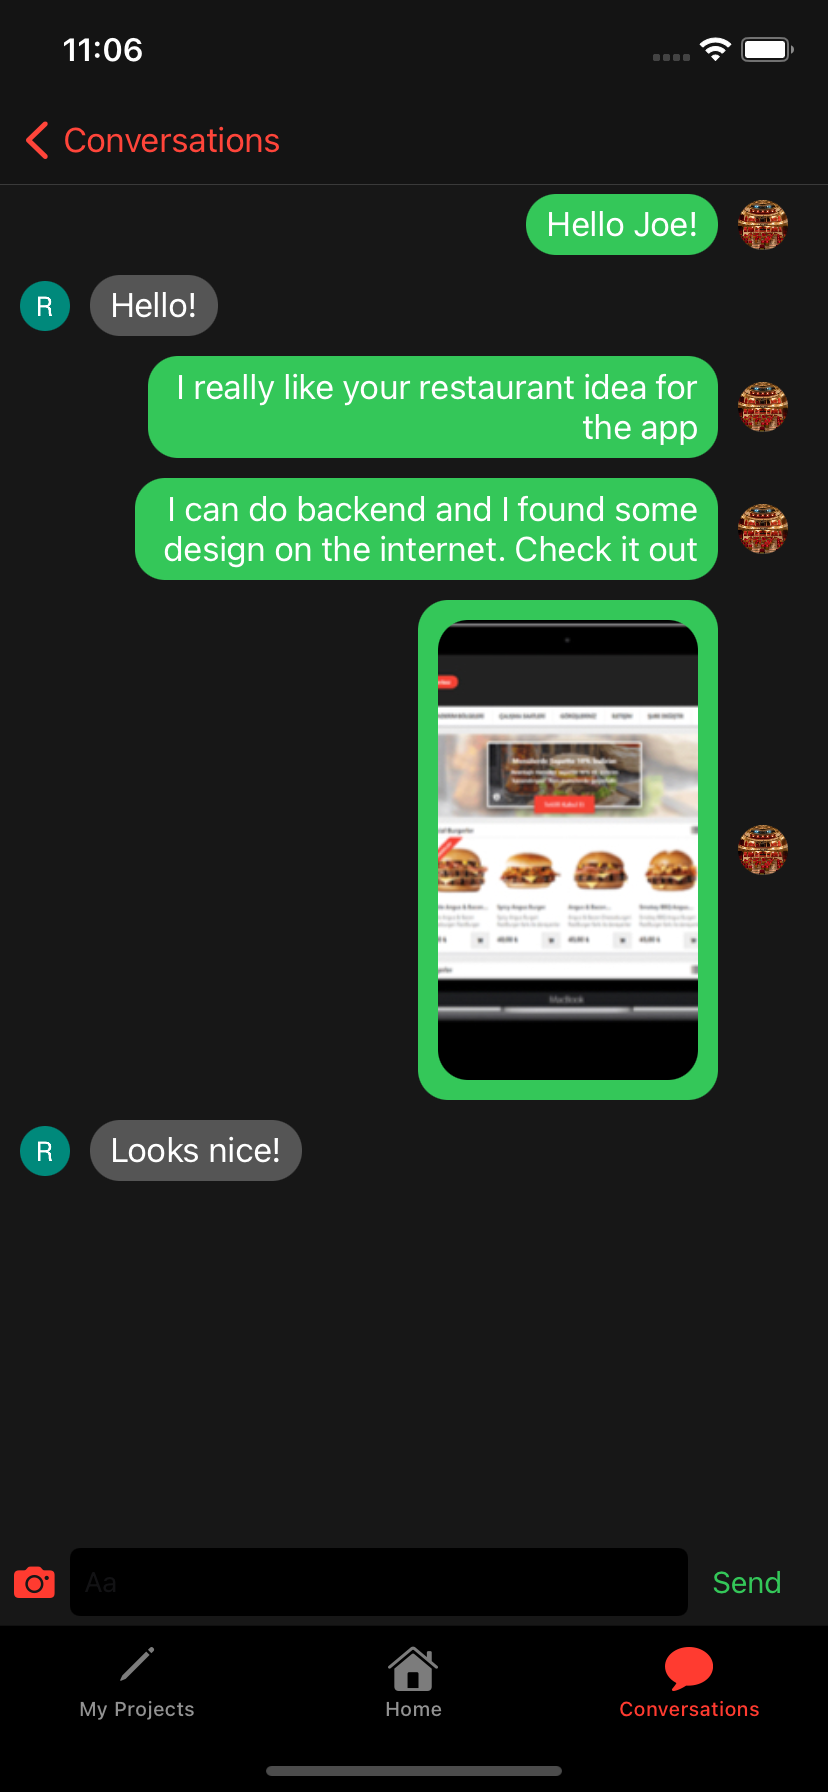 11:06
Conversations
Hello Joe!
R
Hello!
I really like your restaurant idea for
the app
I can do backend and I found some
design on the internet. Check it out
MacBook
R
Looks nice!
Aa
Send
My Projects
Home
Conversations